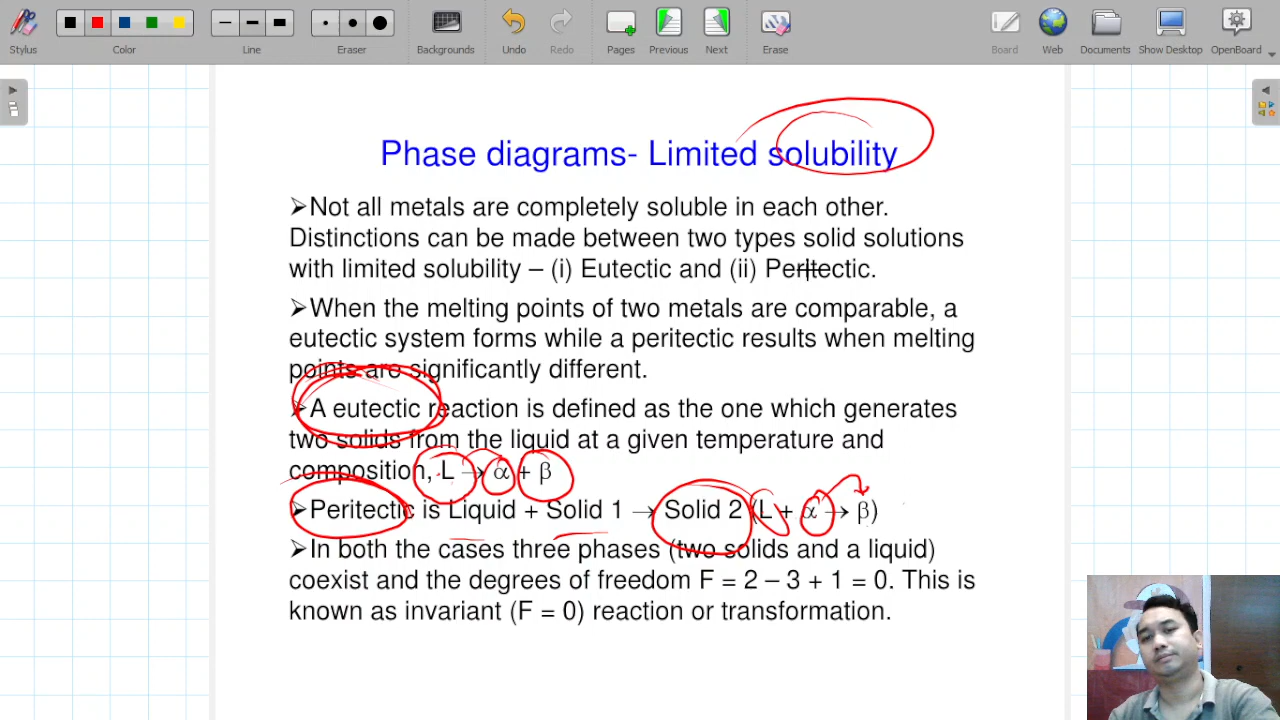 Stylus
Color
Line
Eraser
Backgrounds
Undo
Redo
Pages
Previous
Next
Erase
Board
Web
Documents
Show Desktop
OpenBoard
Phase diagrams- Limited solubility
➢Not all metals are completely soluble in each other.
Distinctions can be made between two types solid solutions
with limited solubility – (i) Eutectic and (ii) Peritectic.
➢When the melting points of two metals are comparable, a
eutectic system forms while a peritectic results when melting
points are significantly different.
➢A eutectic reaction is defined as the one which generates
two solids from the liquid at a given temperature and
composition, L → α + β
➢Peritectic is Liquid + Solid 1 → Solid 2 (L + α → β)
➢In both the cases three phases (two solids and a liquid)
coexist and the degrees of freedom F = 2 – 3 + 1 = 0. This is
known as invariant (F = 0) reaction or transformation.